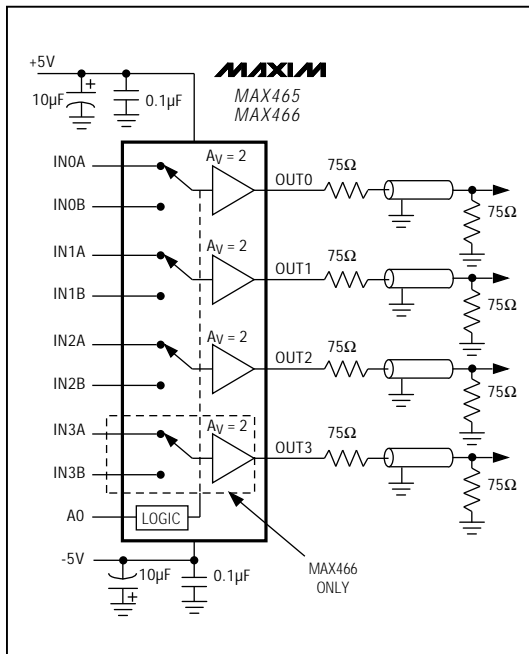 +5V
MAXIM
10µF
+
0.1µF
MAX465
MAX466
IN0A
AV = 2
OUT0
75Ω
75Ω
IN0B
IN1A
AV = 2
OUT1
75Ω
75Ω
IN1B
IN2A
AV = 2
OUT2
75Ω
75Ω
IN2B
IN3A
AV = 2
OUT3
75Ω
75Ω
IN3B
A0
LOGIC
MAX466
ONLY
-5V
10µF
+
0.1µF